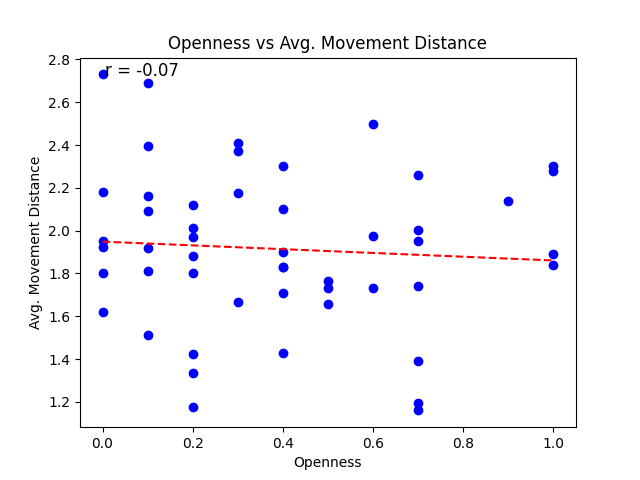 Openness vs Avg. Movement Distance
r = -0.07
Avg. Movement Distance
2.8
2.6
2.4
2.2
2.0
1.8
1.6
1.4
1.2
0.0 0.2 0.4 0.6 0.8 1.0
Openness